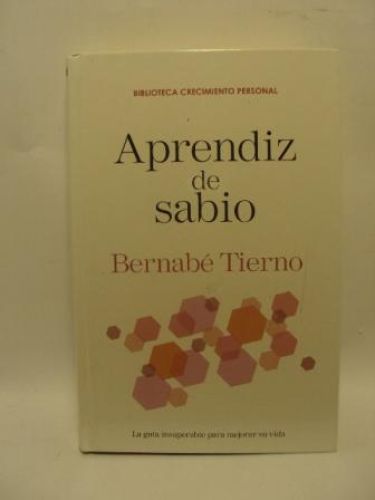 BIBLIOTECA CRECIMIENTO PERSONAL
Aprendiz
de
sabio
Bernabé Tierno
La guía insuperable para mejorar su vida